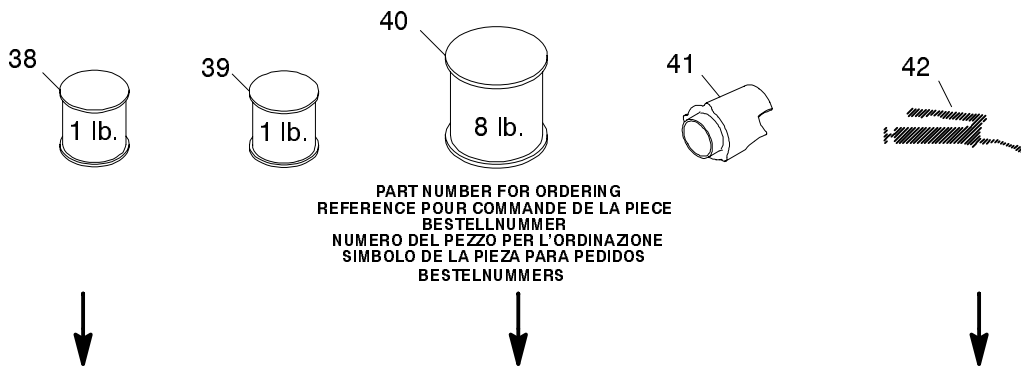 38
39
40
41
42
1 lb.
1 lb.
8 lb.
PART NUMBER FOR ORDERING
REFERENCE POUR COMMANDE DE LA PIECE
BESTELLNUMMER
NUMERO DEL PEZZO PER L'ORDINAZIONE
SIMBOLO DE LA PIEZA PARA PEDIDOS
BESTELNUMMERS